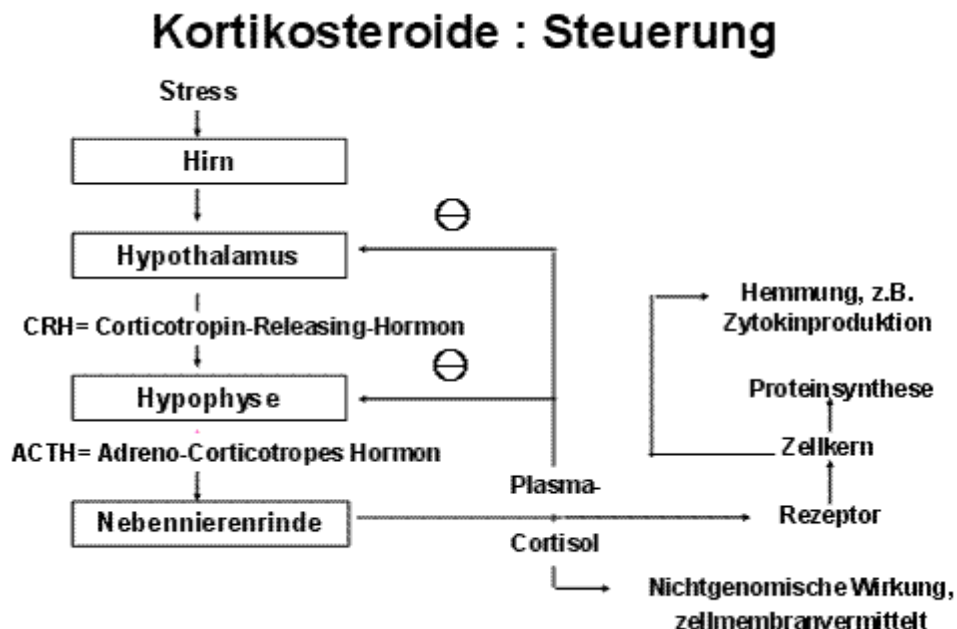 Kortikosteroide : Steuerung
Stress
Hirn
Hypothalamus
CRH= Corticotropin-Releasing-Hormon
Hypophyse
ACTH= Adreno-Corticotropes Hormon
Nebennierenrinde
Plasma-
Cortisol
Hemmung, z.B.
Zytokinproduktion
Proteinsynthese
Zellkern
Rezeptor
Nichtgenomische Wirkung,
zellmembranvermittelt